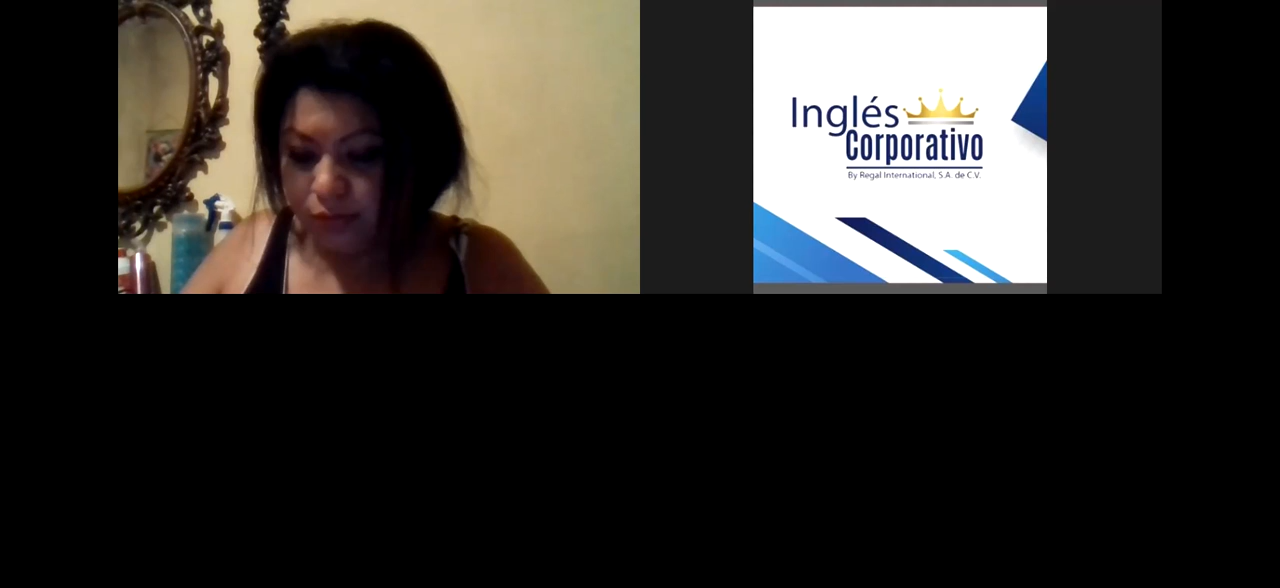 Inglés
Corporativo
By Regal International, S.A. de C.V.